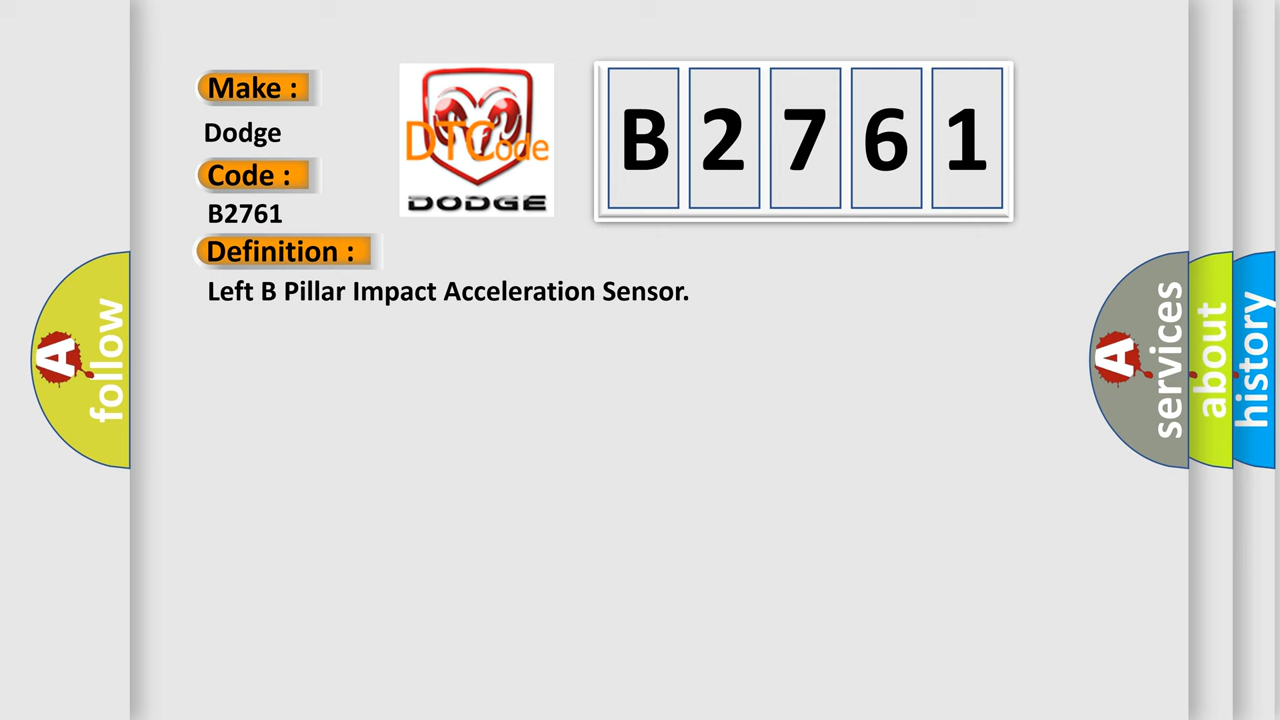 Make :
Dodge
Code :
B2761
Definition :
Left B Pillar Impact Acceleration Sensor.
DTCode
DODGE
B 2 7 6 1
A follow
A services
about
history